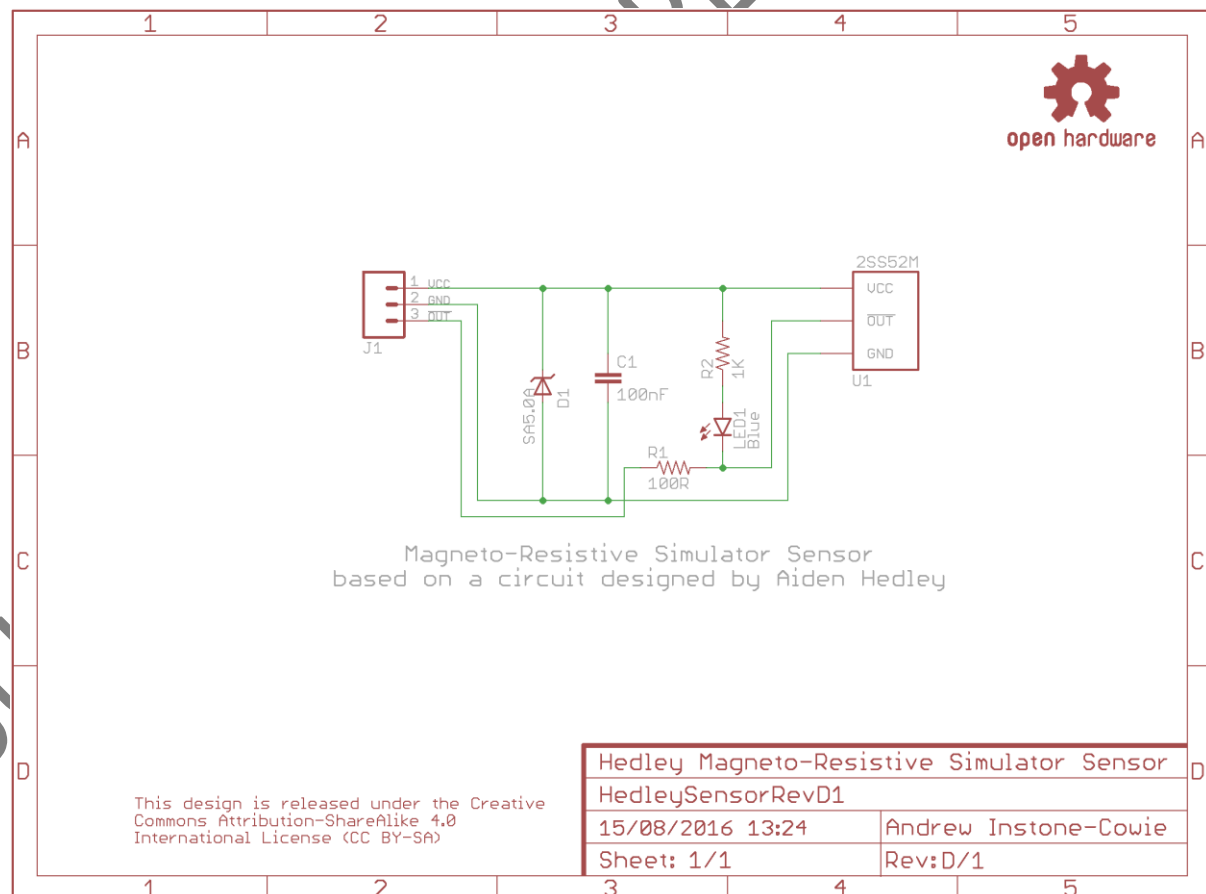 1 2 3 4 5
open hardware
A A
2SS52M
1 VCC
VCC
2 GND
3 OUT
OUT
B B
J1
C1
R2
1K
GND
100nF
U1
SA5.0A
D1
LED1
Blue
R1
100R
C C
Magneto-Resistive Simulator Sensor
based on a circuit designed by Aiden Hedley
Hedley Magneto-Resistive Simulator Sensor
D D
HedleySensorRevD1
This design is released under the Creative
Commons Attribution-ShareAlike 4.0
International License (CC BY-SA)
15/08/2016 13:24 Andrew Instone-Cowie
Sheet: 1/1 Rev:D/1
1 2 3 4 5